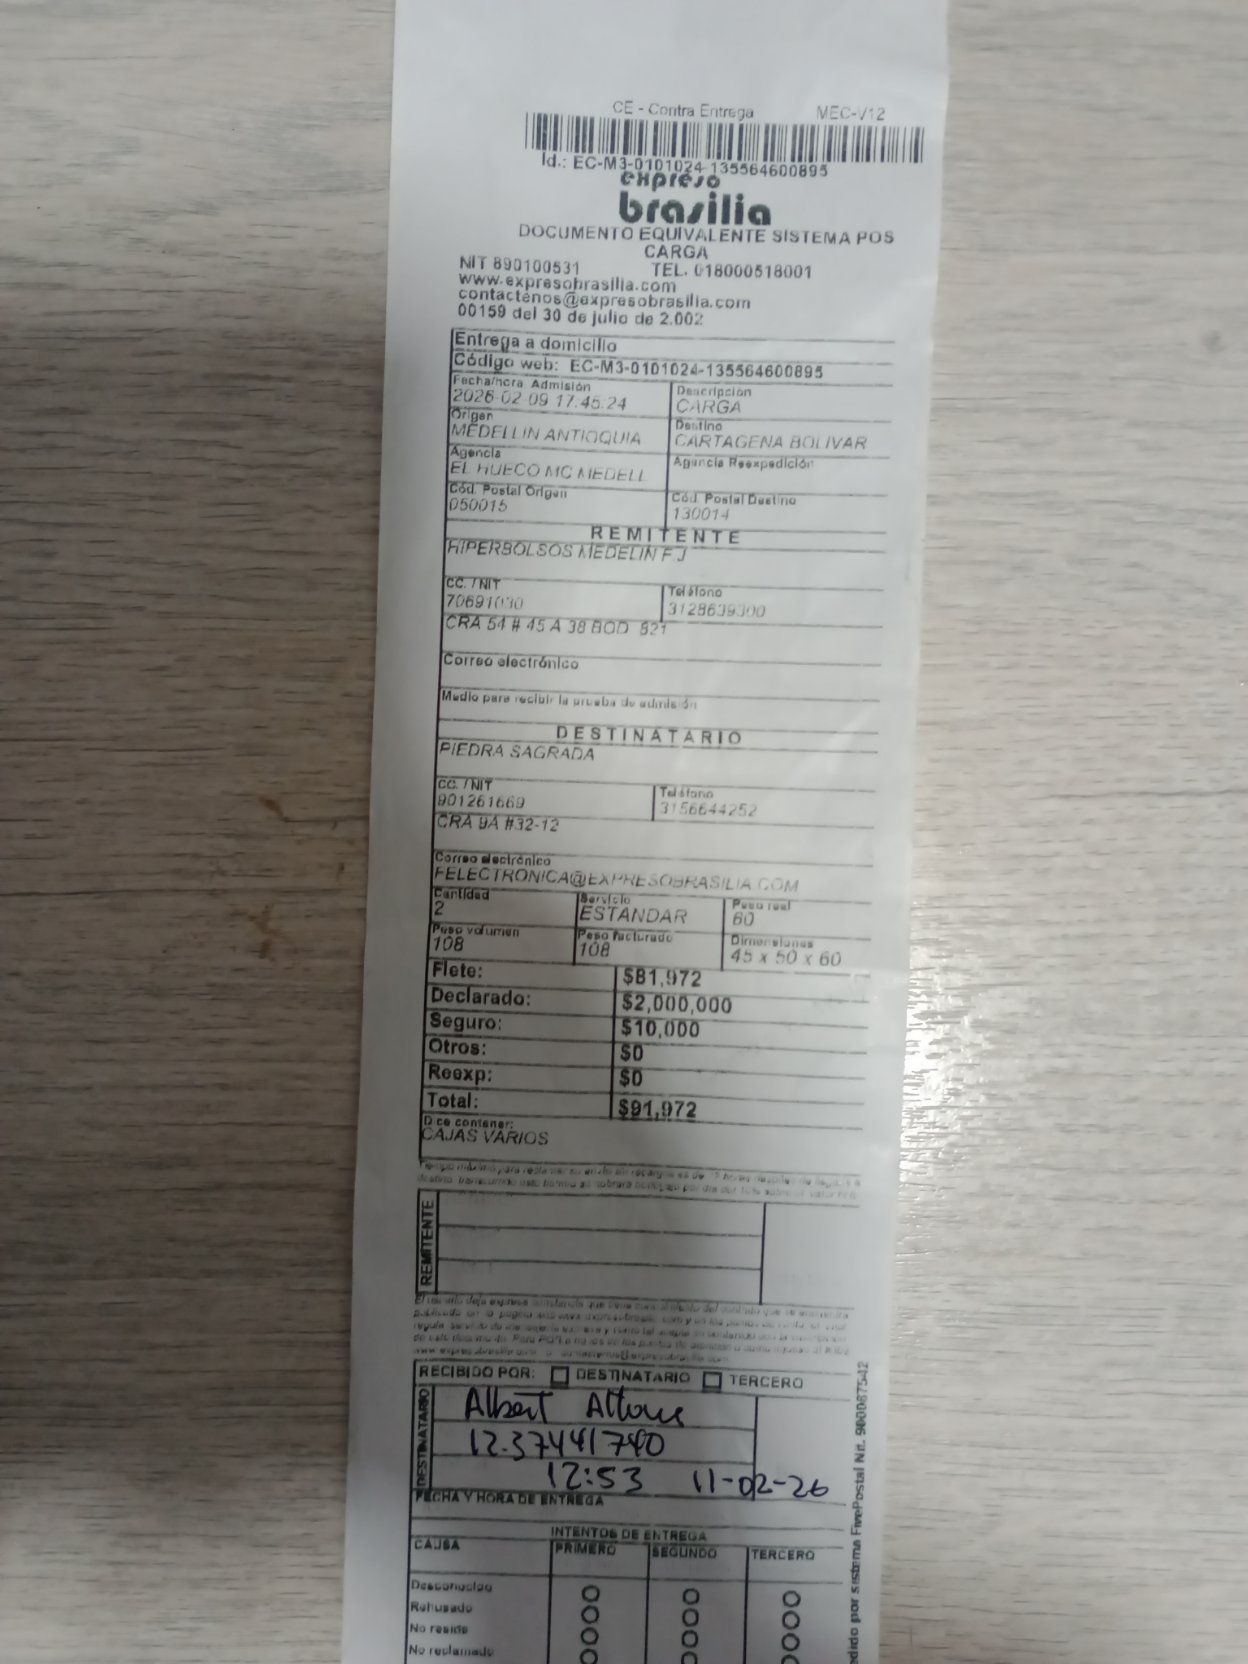 CE - Contra Entrega MEC-V12
Id.: EC-M3-0101024-135564600895
expreso
brasilia
DOCUMENTO EQUIVALENTE SISTEMA POS
CARGA
NIT 890100531 TEL. 018000518001
www.expresobrasilia.com
contactenos@expresobrasilia.com
00159 del 30 de julio de 2.002
Entrega a domicilio
Código web: EC-M3-0101024-135564600895
Fecha/hora Admisión Descripción
2026-02-09 17:45:24 CARGA
Origen Destino
MEDELLIN ANTIOQUIA CARTAGENA BOLIVAR
Agencia Agencia Reexpedición
EL HUECO MC MEDELL
Cód. Postal Origen Cód. Postal Destino
050015 130014
REMITENTE
HIPERBOLSOS MEDELIN F J
CC. / NIT Teléfono
70691030 3128639300
CRA 54 # 45 A 38 BOD 821
Correo electrónico
Medio para recibir la prueba de admisión
DESTINATARIO
PIEDRA SAGRADA
CC. / NIT Teléfono
901261669 3156644252
CRA 9A #32-12
Correo electrónico
FELECTRONICA@EXPRESOBRASILIA.COM
Cantidad Servicio Peso real
2 ESTANDAR 60
Peso volumen Peso facturado Dimensiones
108 108 45 x 50 x 60
Flete: $81,972
Declarado: $2,000,000
Seguro: $10,000
Otros: $0
Reexp: $0
Total: $91,972
Dice contener:
CAJAS VARIOS
REMITENTE
RECIBIDO POR: DESTINATARIO TERCERO
DESTINATARIO
Albert
12:53 11-02-26
FECHA Y HORA DE ENTREGA
INTENTOS DE ENTREGA
CAUSA PRIMERO SEGUNDO TERCERO
Desconocido
Rehusado
No reside
No reclamado
edido por sistema FivePostal Nit. 9000875